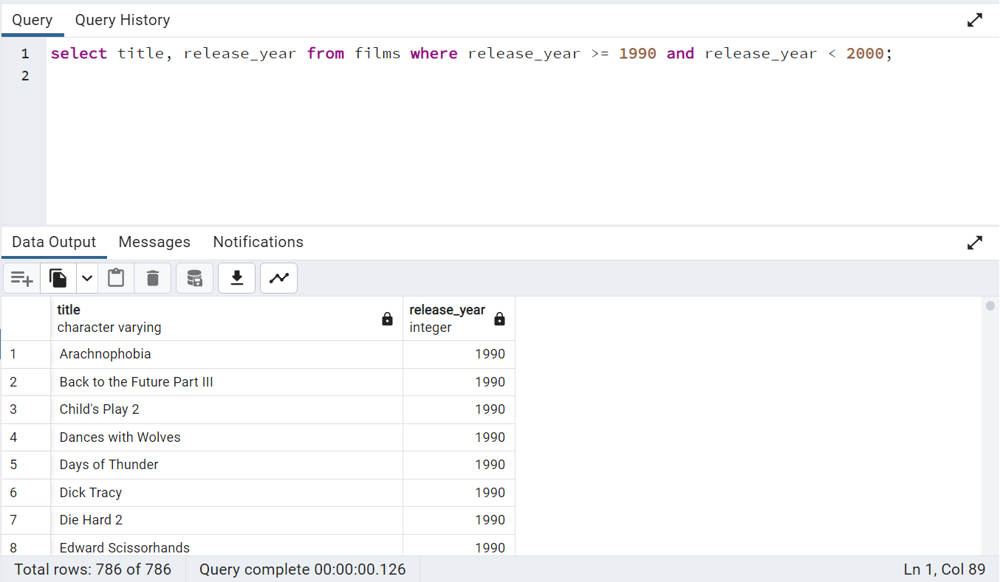 Query Query History
1 select title, release_year from films where release_year >= 1990 and release_year < 2000;
2
Data Output Messages Notifications
title release_year
character varying integer
1 Arachnophobia 1990
2 Back to the Future Part III 1990
3 Child's Play 2 1990
4 Dances with Wolves 1990
5 Days of Thunder 1990
6 Dick Tracy 1990
7 Die Hard 2 1990
8 Edward Scissorhands 1990
Total rows: 786 of 786 Query complete 00:00:00.126 Ln 1, Col 89